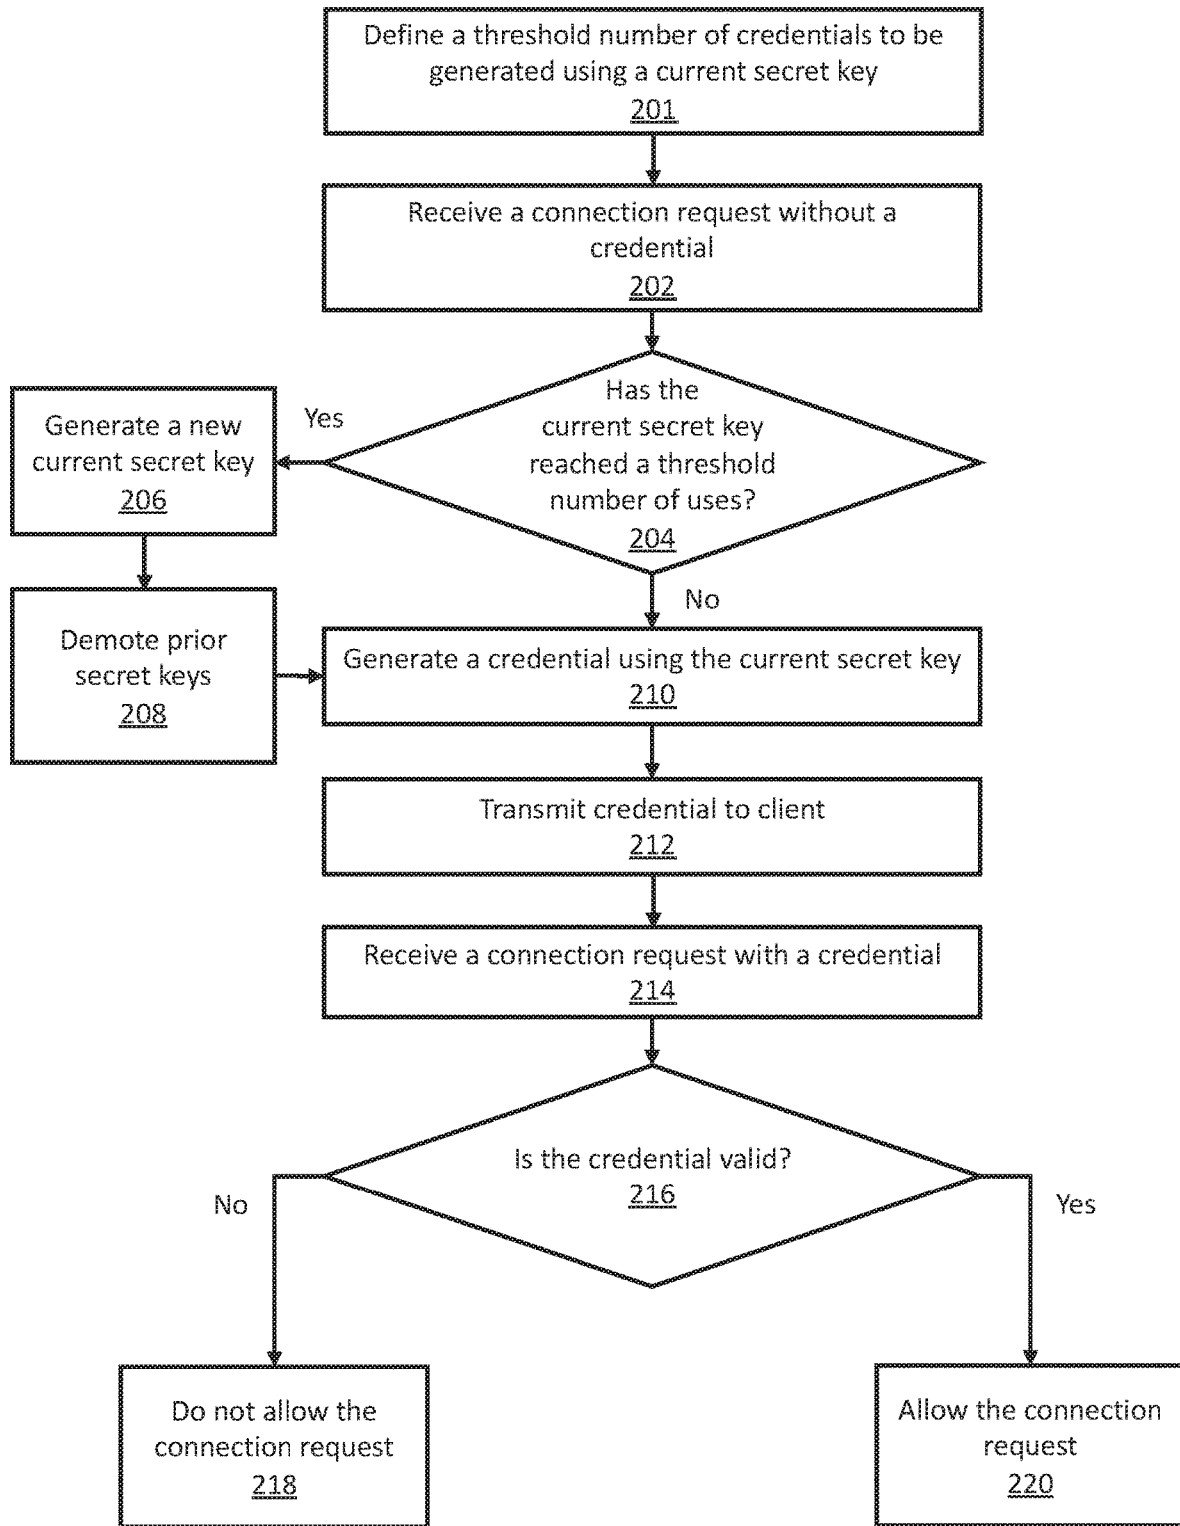 Define a threshold number of credentials to be
generated using a current secret key
201
Receive a connection request without a
credential
202
Has the
current secret key
reached a threshold
number of uses?
204
Yes
Generate a new
current secret key
206
No
Demote prior
secret keys
208
Generate a credential using the current secret key
210
Transmit credential to client
212
Receive a connection request with a credential
214
Is the credential valid?
216
No
Yes
Do not allow the
connection request
218
Allow the connection
request
220